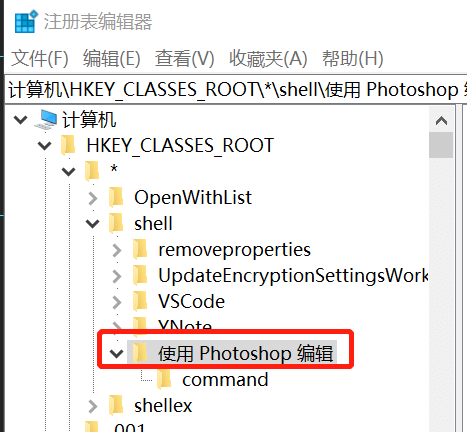 注册表编辑器
文件(F) 编辑(E) 查看(V) 收藏夹(A) 帮助(H)
计算机\HKEY_CLASSES_ROOT\*\shell\使用 Photoshop
计算机
HKEY_CLASSES_ROOT
*
OpenWithList
shell
removeproperties
UpdateEncryptionSettingsWork
VSCode
YNote
使用 Photoshop 编辑
command
shellex
.001